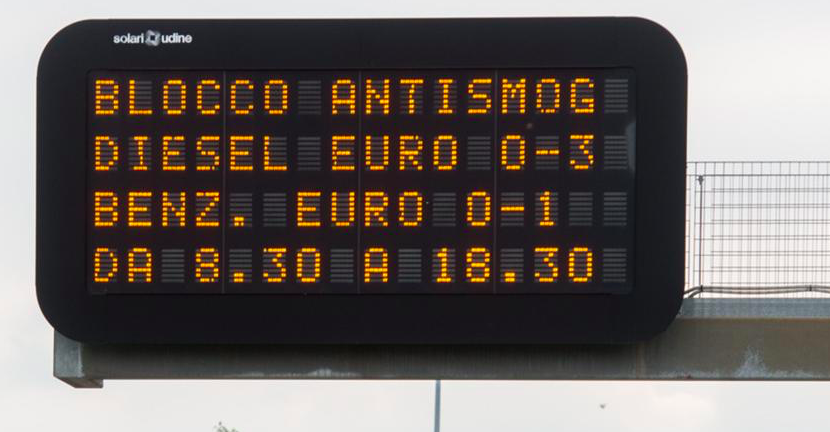 solari udine
BLOCCO ANTISMOG
DIESEL EURO 0-3
BENZ. EURO 0-1
DA 8.30 A 18.30